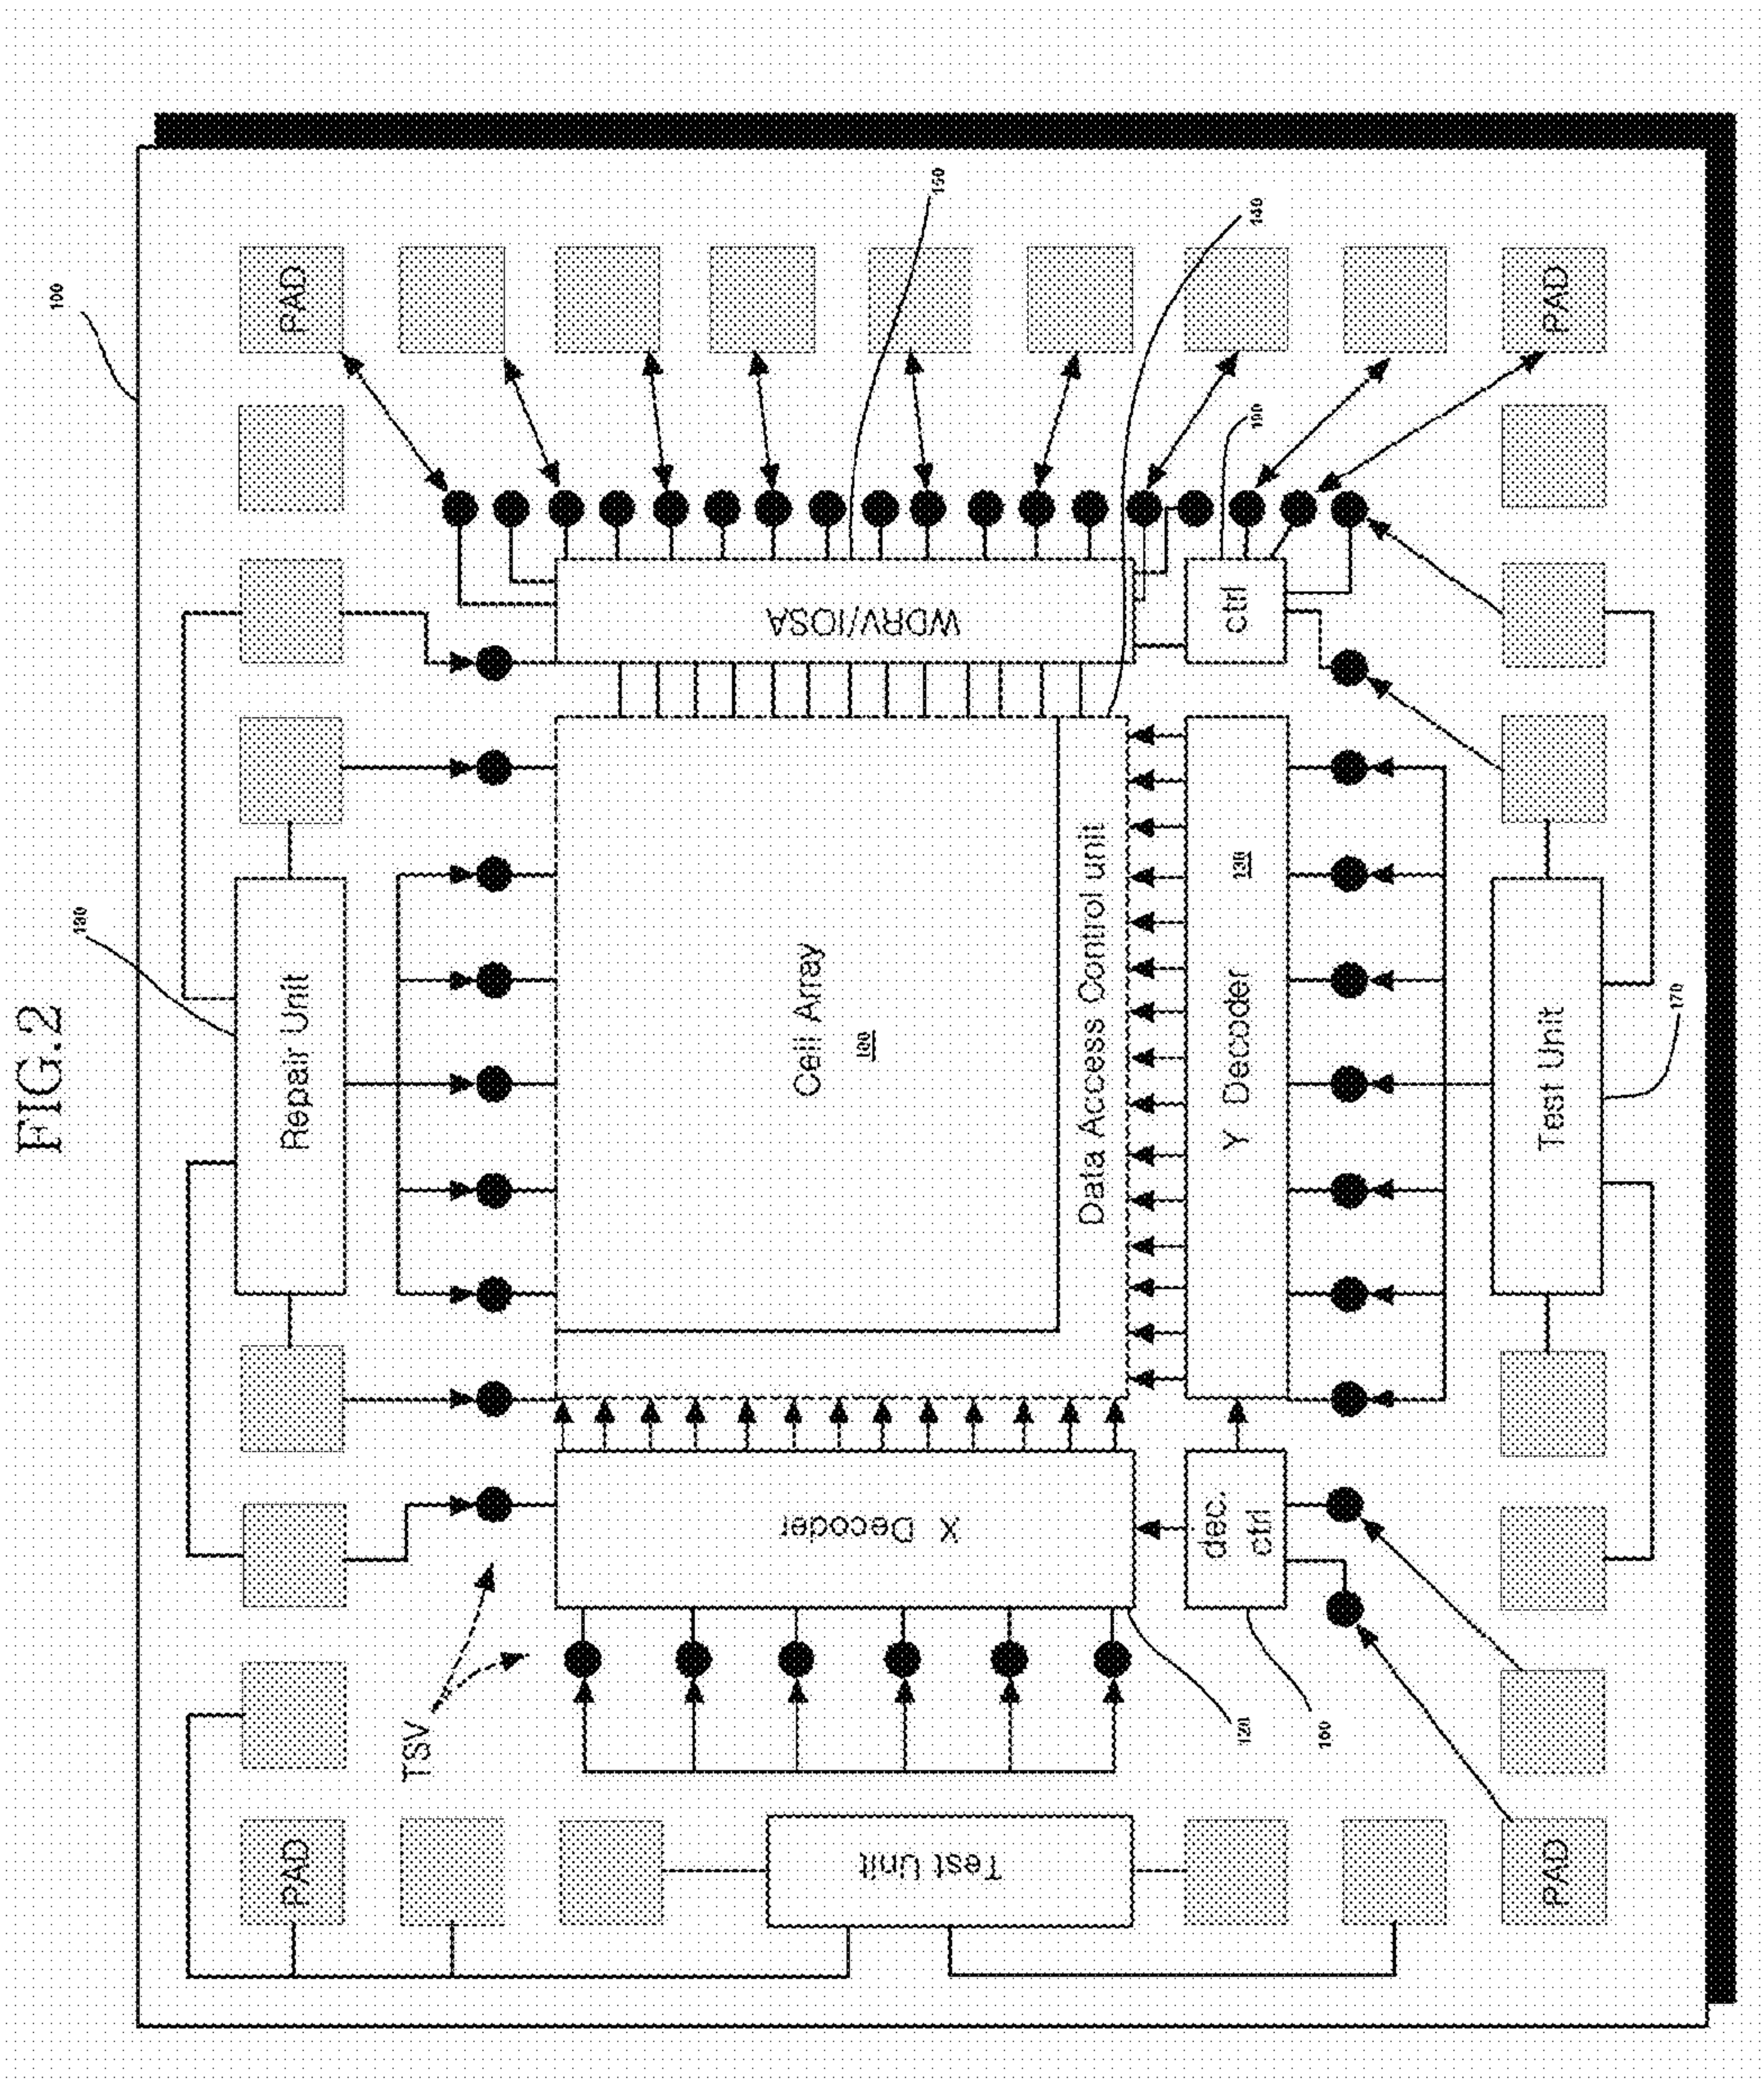 FIG.2
100
PAD
PAD
150
140
190
WDRV/IOSA
ctrl
180
Repair Unit
Cell Array
Data Access Control unit
Y Decoder
130
Test Unit
170
TSV
X Decoder
dec.
ctrl
120
160
PAD
Test Unit
PAD